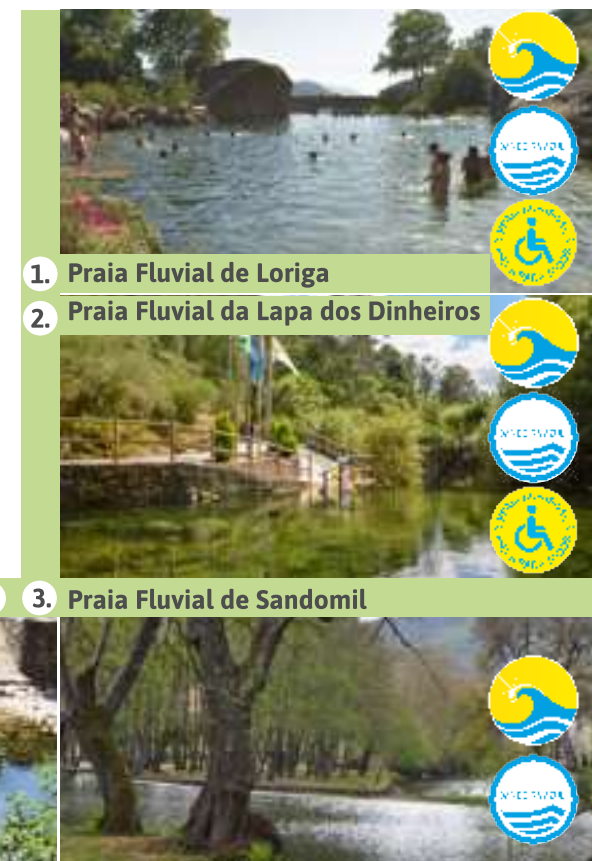 1. Praia Fluvial de Loriga
2. Praia Fluvial da Lapa dos Dinheiros
3. Praia Fluvial de Sandomil